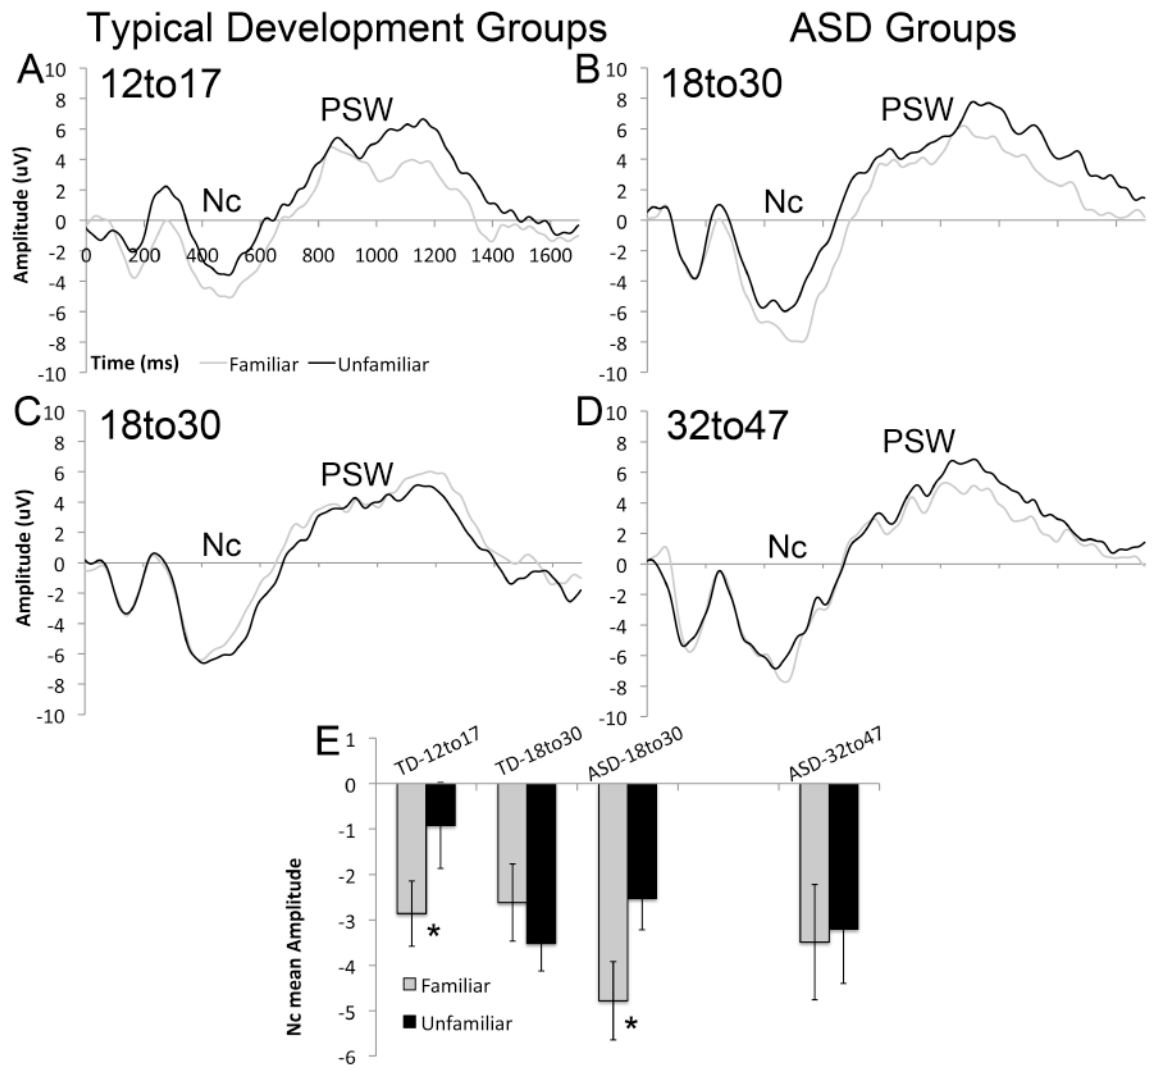 Typical Development Groups
ASD Groups
A
12to17
PSW
Nc
10
8
6
4
2
0
-2
-4
-6
-8
-10
Amplitude (uV)
0 200 400 600 800 1000 1200 1400 1600
Time (ms) Familiar Unfamiliar
B
18to30
PSW
Nc
10
8
6
4
2
0
-2
-4
-6
-8
-10
C
18to30
PSW
Nc
10
8
6
4
2
0
-2
-4
-6
-8
-10
Amplitude (uV)
D
32to47
PSW
Nc
10
8
6
4
2
0
-2
-4
-6
-8
-10
E
TD-12to17
TD-18to30
ASD-18to30
ASD-32to47
1
0
-1
-2
-3
-4
-5
-6
Nc mean Amplitude
*
*
Familiar
Unfamiliar